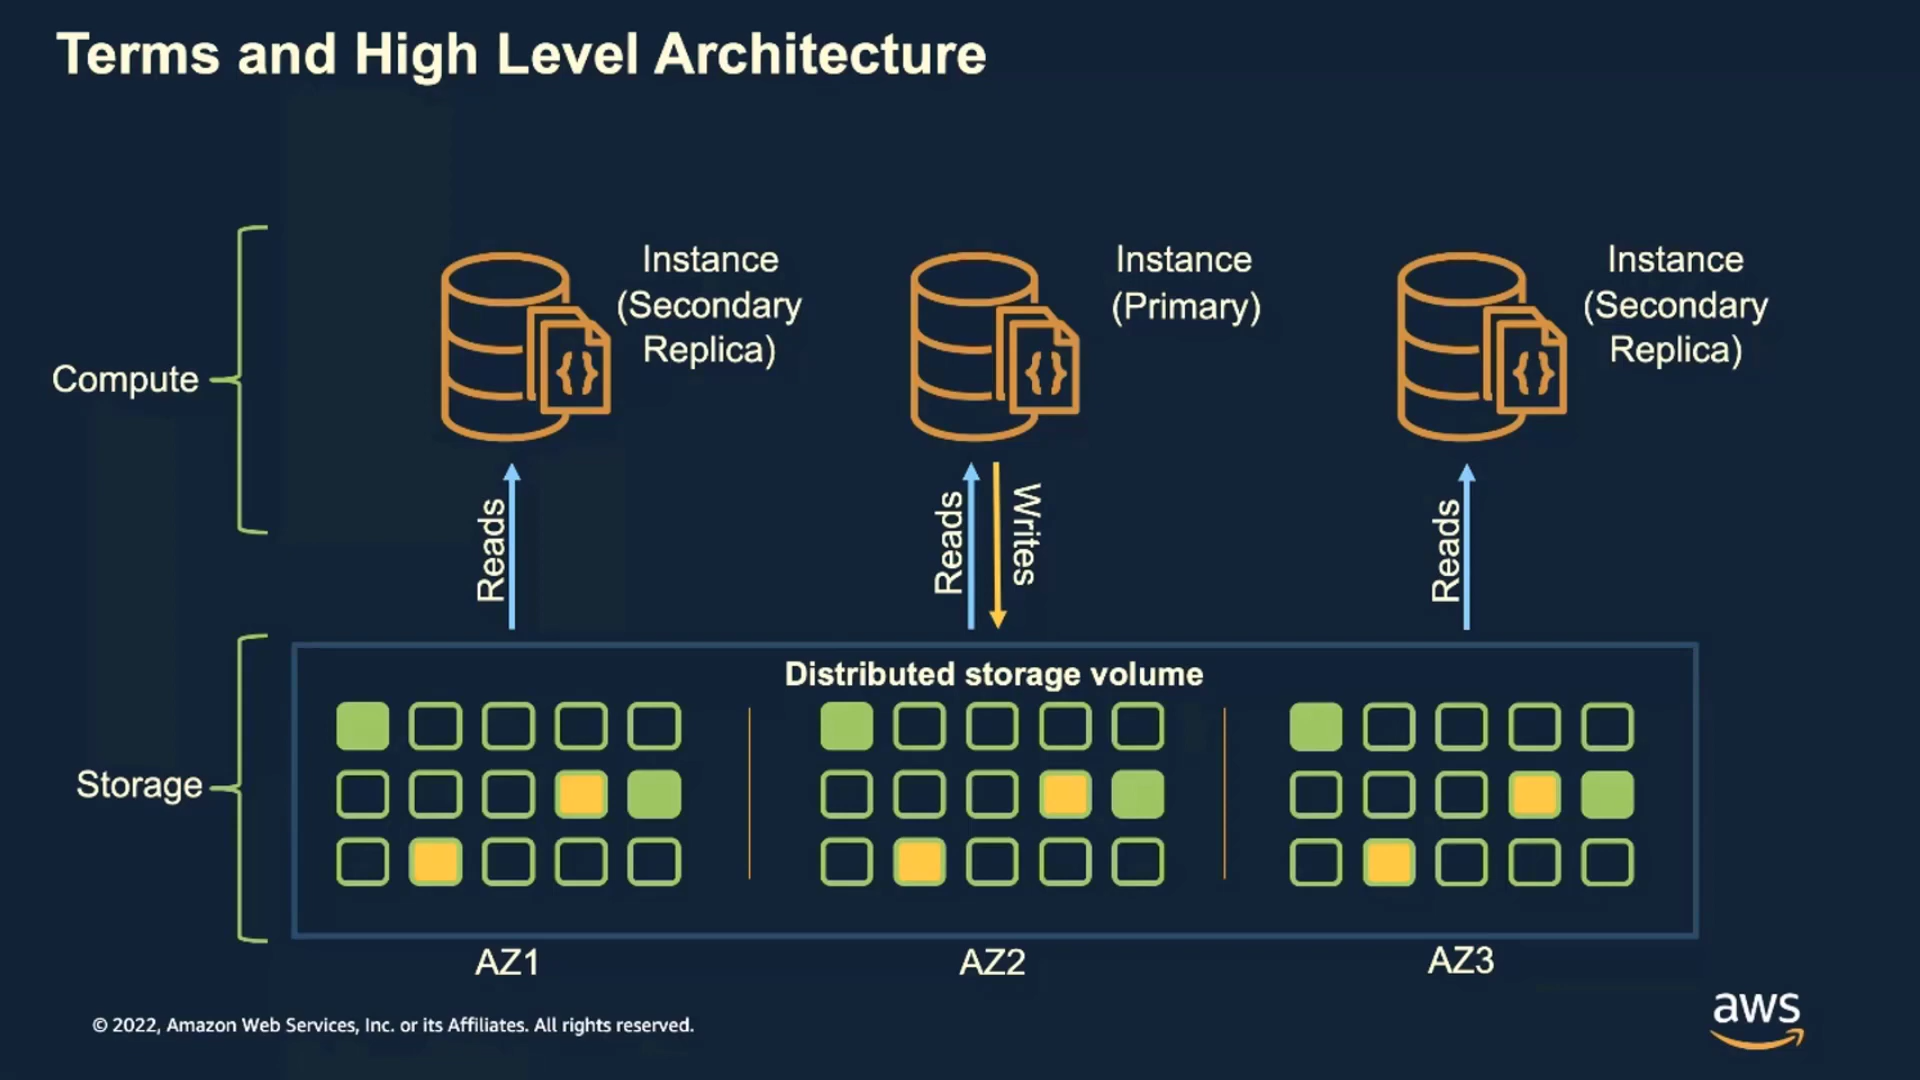 Terms and High Level Architecture
Instance
(Secondary
Replica)
Instance
(Primary)
Instance
(Secondary
Replica)
{}
{}
{}
Compute
Reads
Reads
Writes
Reads
Distributed storage volume
Storage
AZ1
AZ2
AZ3
© 2022, Amazon Web Services, Inc. or its Affiliates. All rights reserved.
aws